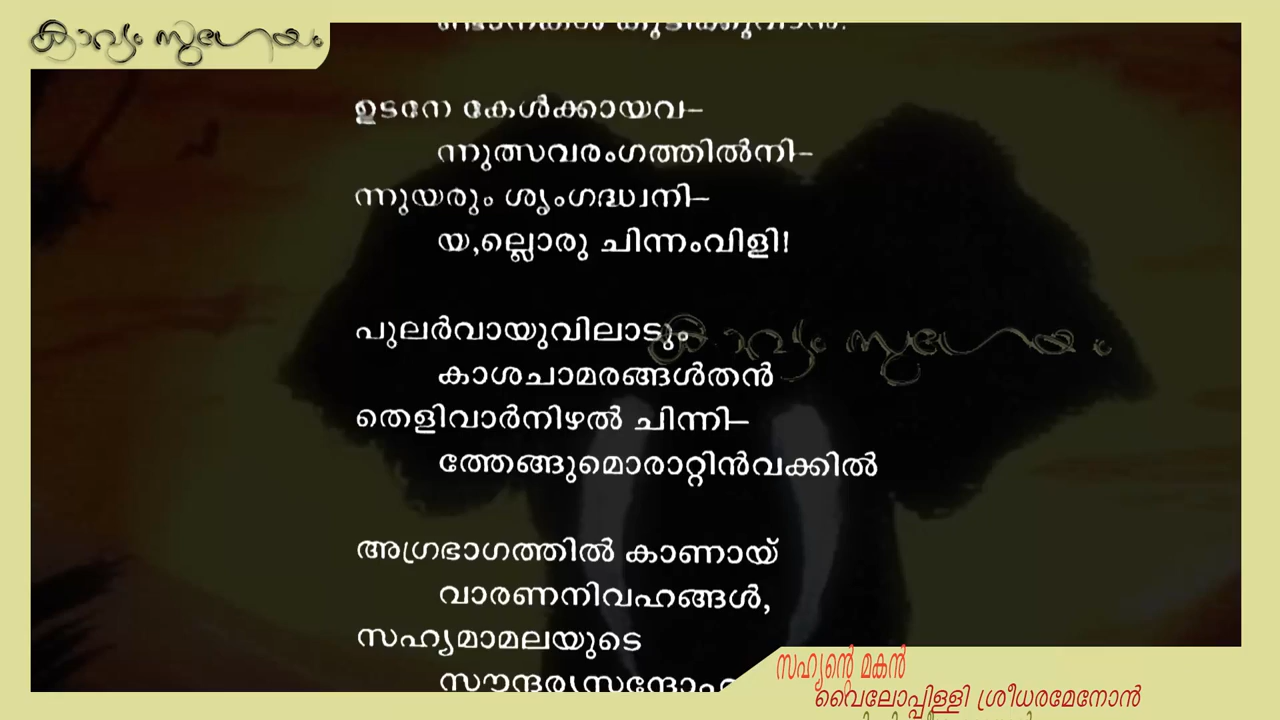 കാവ്യം സുഗേയം
കുടിക്കുവാൻ.
ഉടനേ കേൾക്കായവ–
ന്നുത്സവരംഗത്തിൽനി–
ന്നുയരും ശൃംഗദ്ധ്വനി–
യ,ല്ലൊരു ചിന്നംവിളി!
പുലർവായുവിലാടും
കാവ്യം സുഗേയം
കാശചാമരങ്ങൾതൻ
തെളിവാർനിഴൽ ചിന്നി–
ത്തേങ്ങുമൊരാറ്റിൻവക്കിൽ
അഗ്രഭാഗത്തിൽ കാണായ്
വാരണനിവഹങ്ങൾ,
സഹ്യമാമലയുടെ
സഹ്യന്റെ മകൻ
വൈലോപ്പിള്ളി ശ്രീധരമേനോൻ